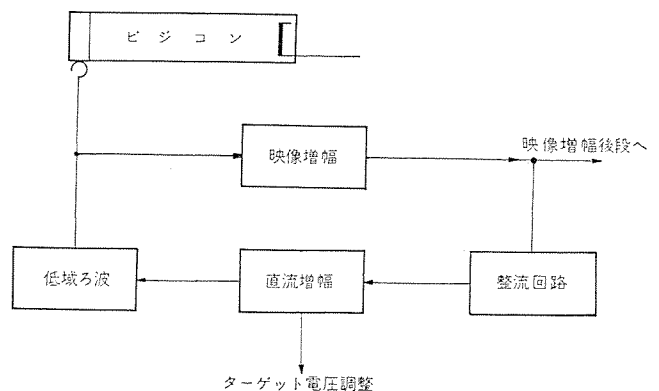 ビジコン
映像増幅
映像増幅後段へ
低域ろ波
直流増幅
整流回路
ターゲット電圧調整